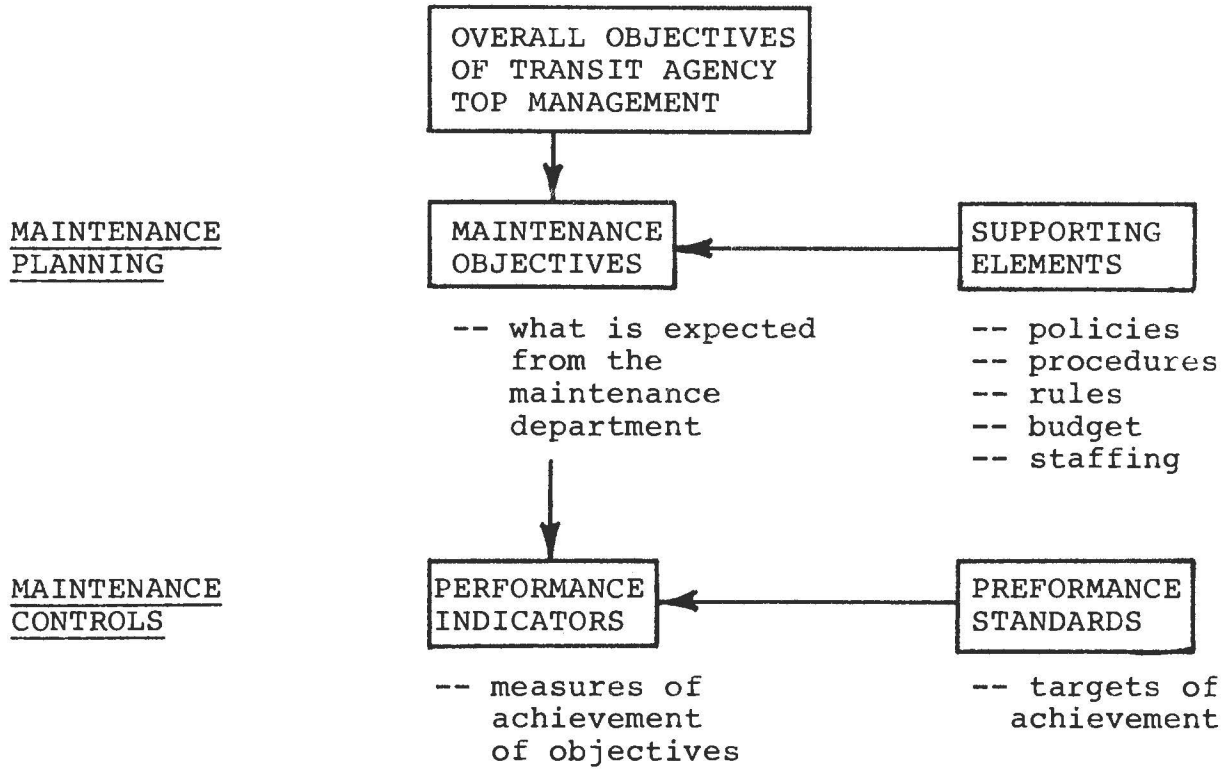 OVERALL OBJECTIVES
OF TRANSIT AGENCY
TOP MANAGEMENT
MAINTENANCE
PLANNING
MAINTENANCE
OBJECTIVES
SUPPORTING
ELEMENTS
-- what is expected
from the
maintenance
department
-- policies
-- procedures
-- rules
-- budget
-- staffing
MAINTENANCE
CONTROLS
PERFORMANCE
INDICATORS
PREFORMANCE
STANDARDS
-- measures of
achievement
of objectives
-- targets of
achievement